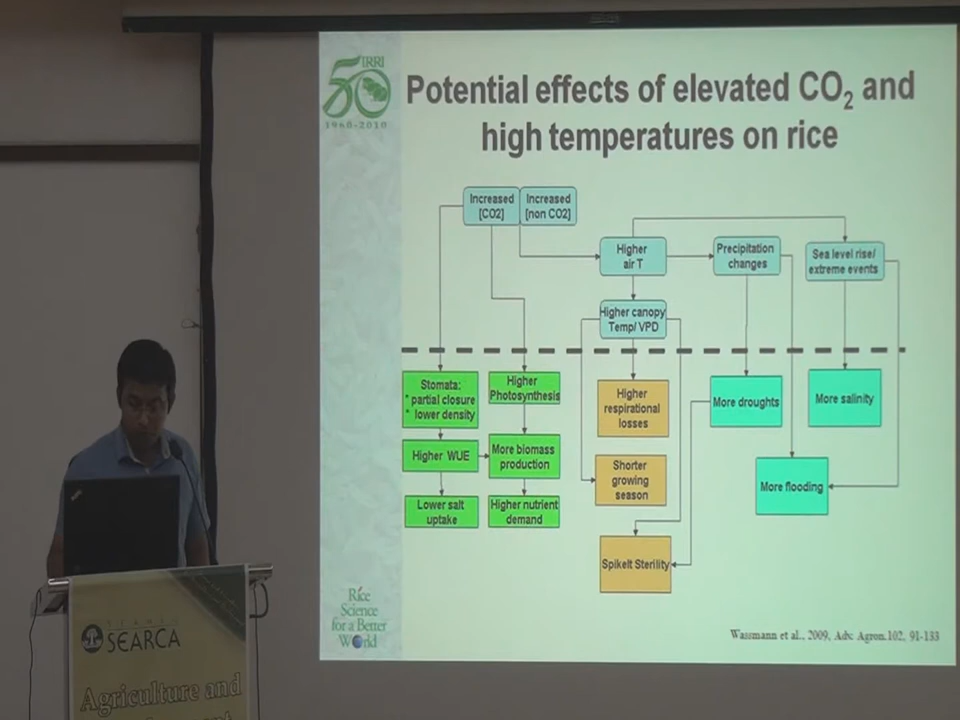 IRRI
50
1960-2010
Potential effects of elevated CO2 and
high temperatures on rice
Increased
[CO2]
Increased
[non CO2]
Higher
air T
Precipitation
changes
Sea level rise/
extreme events
Higher canopy
Temp/ VPD
Stomata:
* partial closure
* lower density
Higher
Photosynthesis
Higher
respirational
losses
More droughts
More salinity
Higher WUE
More biomass
production
Shorter
growing
season
More flooding
Lower salt
uptake
Higher nutrient
demand
Spikelt Sterility
Rice
Science
for a Better
World
Wassmann et al., 2009, Adv. Agron.102, 91-133
SEARCA
Agriculture and